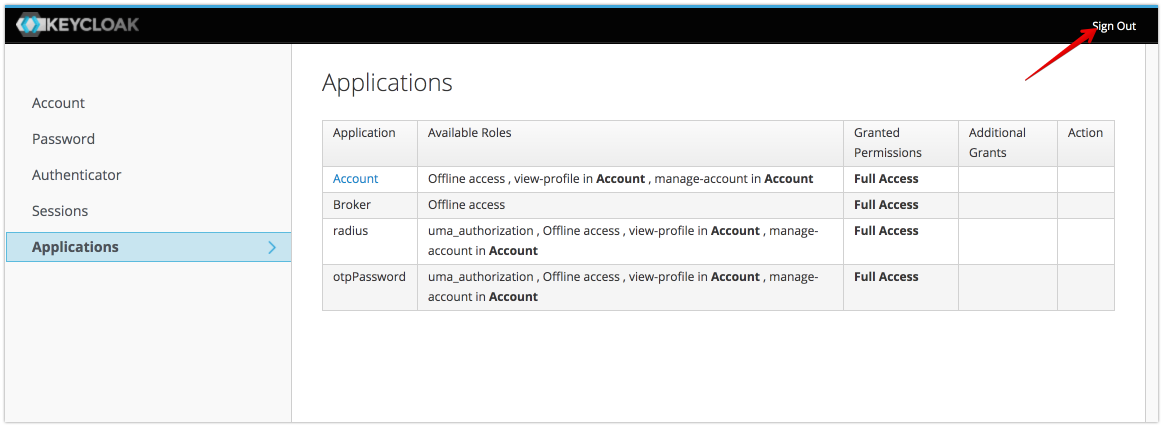 KEYCLOAK
Sign Out
Account
Password
Authenticator
Sessions
Applications
Applications
Application Available Roles Granted Permissions Additional Grants Action
Account Offline access , view-profile in Account , manage-account in Account Full Access
Broker Offline access Full Access
radius uma_authorization , Offline access , view-profile in Account , manage-
account in Account Full Access
otpPassword uma_authorization , Offline access , view-profile in Account , manage-
account in Account Full Access